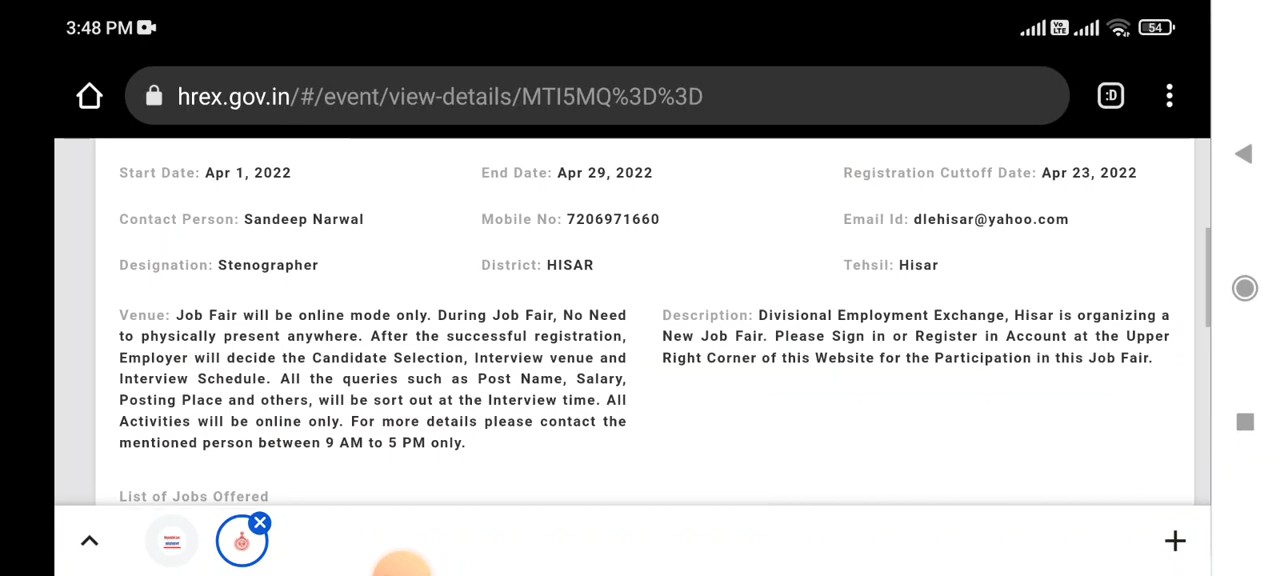 3:48 PM
Vo LTE
54
hrex.gov.in/#/event/view-details/MTI5MQ%3D%3D
:D
Start Date: Apr 1, 2022
End Date: Apr 29, 2022
Registration Cuttoff Date: Apr 23, 2022
Contact Person: Sandeep Narwal
Mobile No: 7206971660
Email Id: dlehisar@yahoo.com
Designation: Stenographer
District: HISAR
Tehsil: Hisar
Venue: Job Fair will be online mode only. During Job Fair, No Need
to physically present anywhere. After the successful registration,
Employer will decide the Candidate Selection, Interview venue and
Interview Schedule. All the queries such as Post Name, Salary,
Posting Place and others, will be sort out at the Interview time. All
Activities will be online only. For more details please contact the
mentioned person between 9 AM to 5 PM only.
Description: Divisional Employment Exchange, Hisar is organizing a
New Job Fair. Please Sign in or Register in Account at the Upper
Right Corner of this Website for the Participation in this Job Fair.
List of Jobs Offered